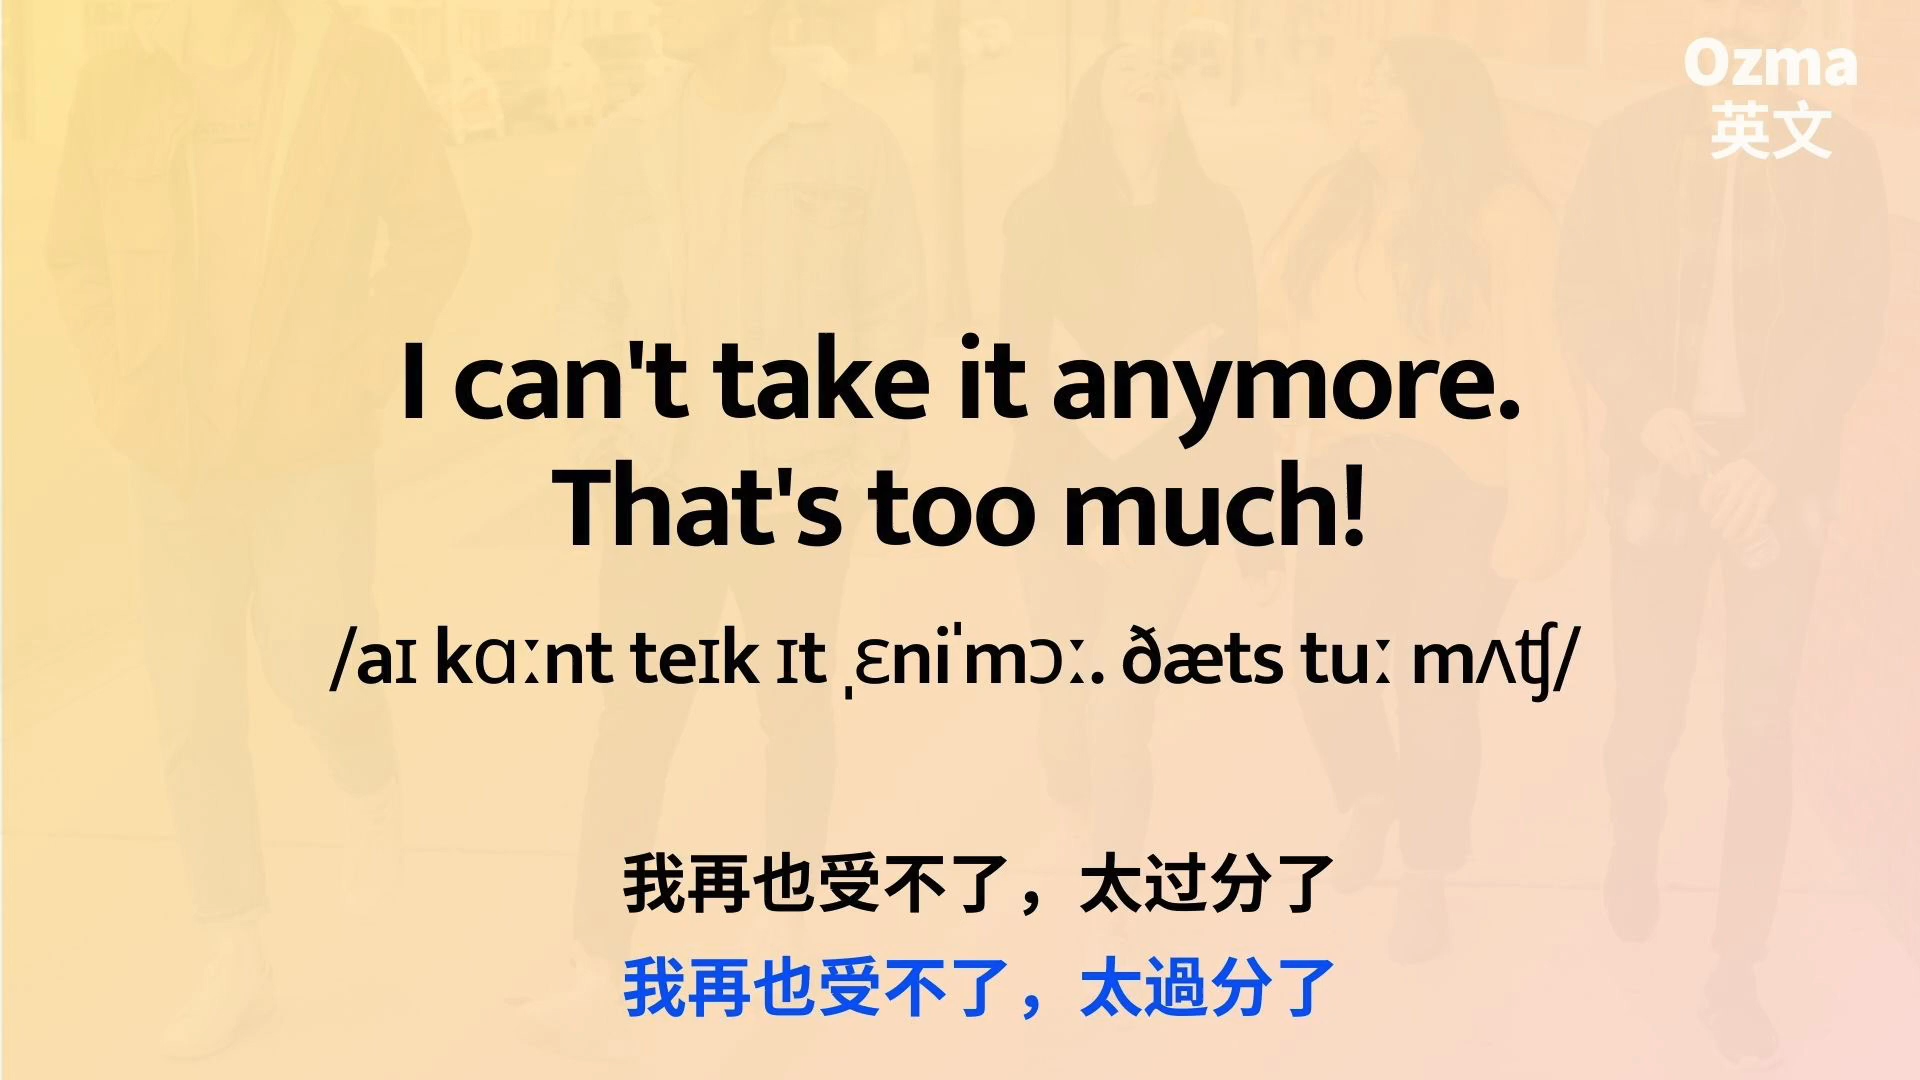 Ozma
英文
I can't take it anymore.
That's too much!
/aɪ kɑːnt teɪk ɪt ˌɛniˈmɔː. ðæts tuː mʌʧ/
我再也受不了，太过分了
我再也受不了，太過分了